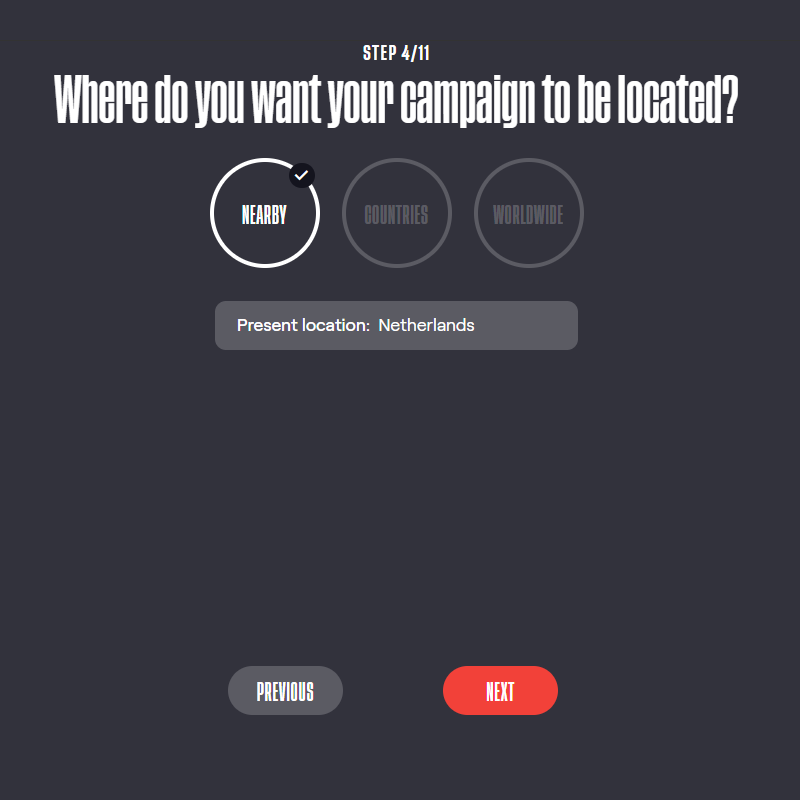 STEP 4/11
Where do you want your campaign to be located?
NEARBY COUNTRIES WORLDWIDE
Present location: Netherlands
PREVIOUS NEXT